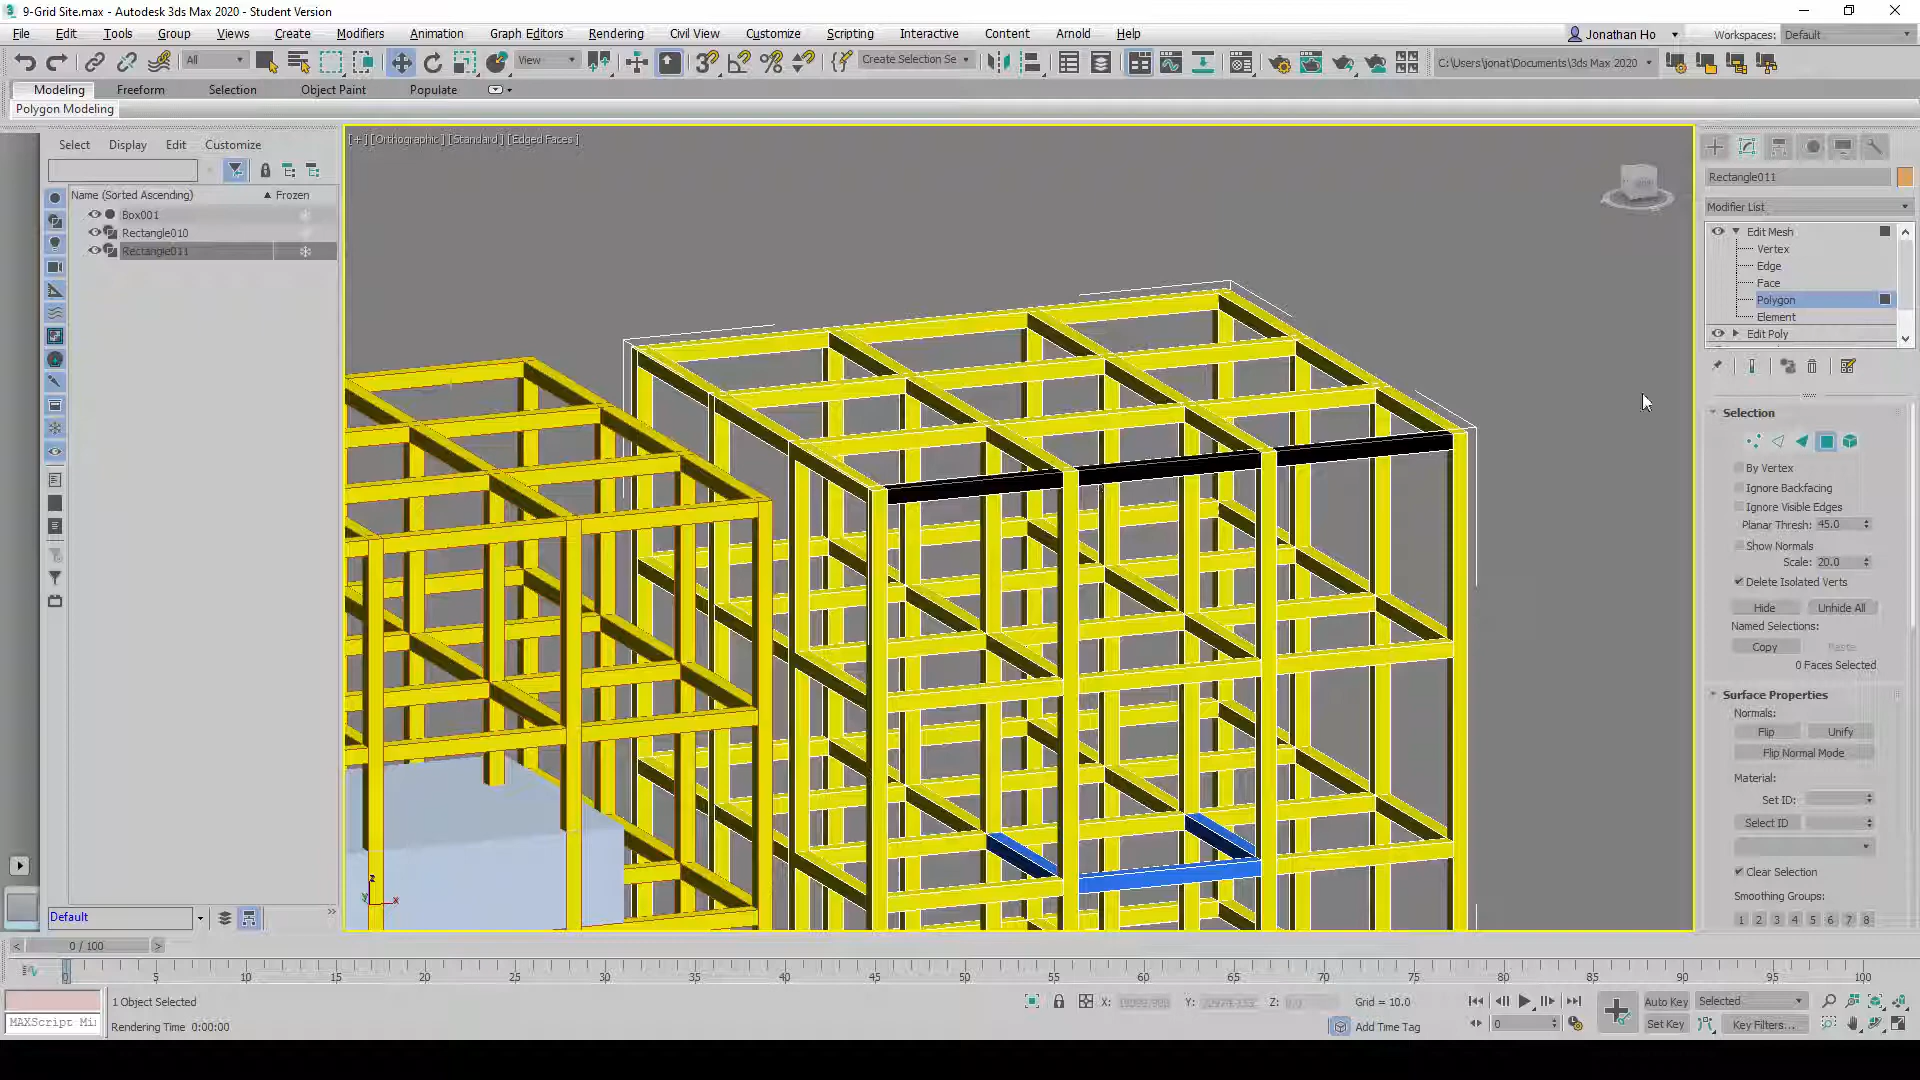 9-Grid Site.max - Autodesk 3ds Max 2020 - Student Version
File Edit Tools Group Views Create Modifiers Animation Graph Editors Rendering Civil View Customize Scripting Interactive Content Arnold Help
Jonathan Ho
Workspaces: Default
All
View
Create Selection Se
C:\Users\jonat\Documents\3ds Max 2020
Modeling Freeform Selection Object Paint Populate
Polygon Modeling
Select Display Edit Customize
Name (Sorted Ascending) Frozen
Box001
Rectangle010
Rectangle011
[+] [Orthographic] [Standard] [Edged Faces]
Rectangle011
Modifier List
Edit Mesh
Vertex
Edge
Face
Polygon
Element
Edit Poly
Selection
By Vertex
Ignore Backfacing
Ignore Visible Edges
Planar Thresh: 45.0
Show Normals
Scale: 20.0
Delete Isolated Verts
Hide Unhide All
Named Selections:
Copy Paste
0 Faces Selected
Surface Properties
Normals:
Flip Unify
Flip Normal Mode
Material:
Set ID:
Select ID
Clear Selection
Smoothing Groups:
1 2 3 4 5 6 7 8
z
y x
Default
0 / 100
0 5 10 15 20 25 30 35 40 45 50 55 60 65 70 75 80 85 90 95 100
1 Object Selected
X: Y: Z: Grid = 10.0
Auto Key Selected
MAXScript Mi
Rendering Time 0:00:00
Add Time Tag
0
Set Key Key Filters...